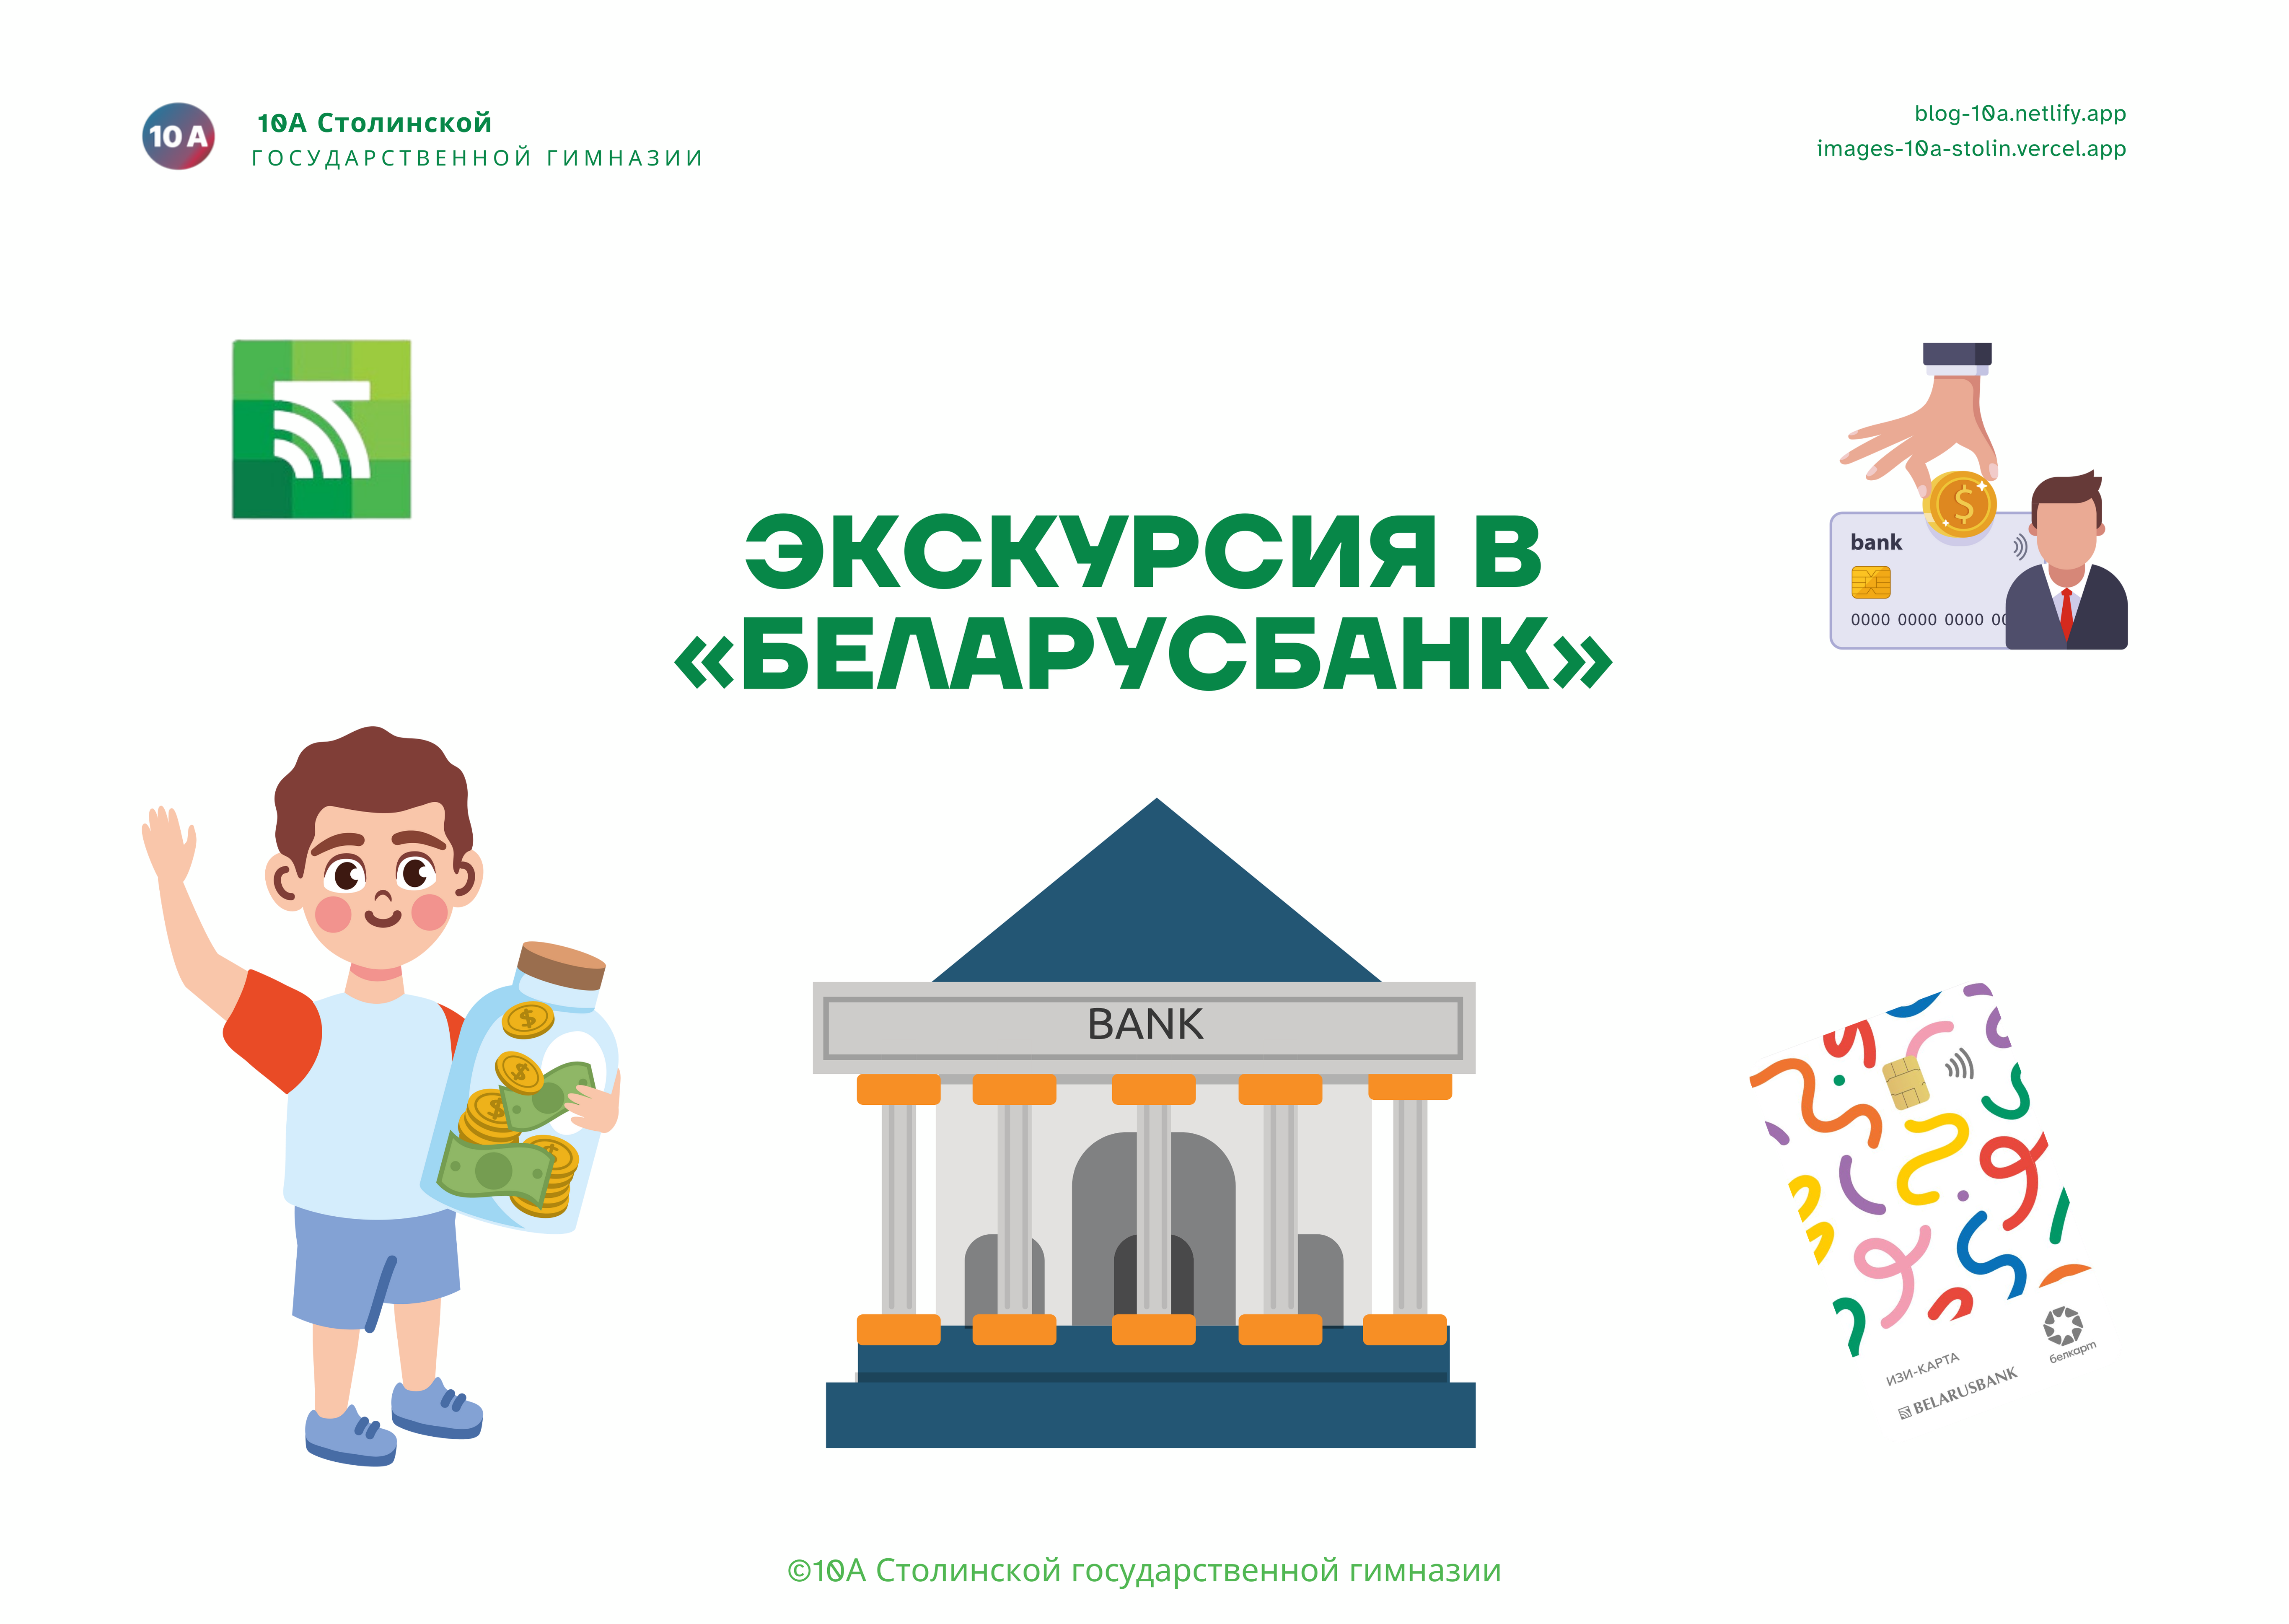 10 A
10А Столинской
ГОСУДАРСТВЕННОЙ ГИМНАЗИИ
blog-10a.netlify.app
images-10a-stolin.vercel.app
ЭКСКУРСИЯ В
«БЕЛАРУСБАНК»
bank
0000 0000 0000 00
BANK
белкарт
ИЗИ-КАРТА
BELARUSBANK
©10А Столинской государственной гимназии